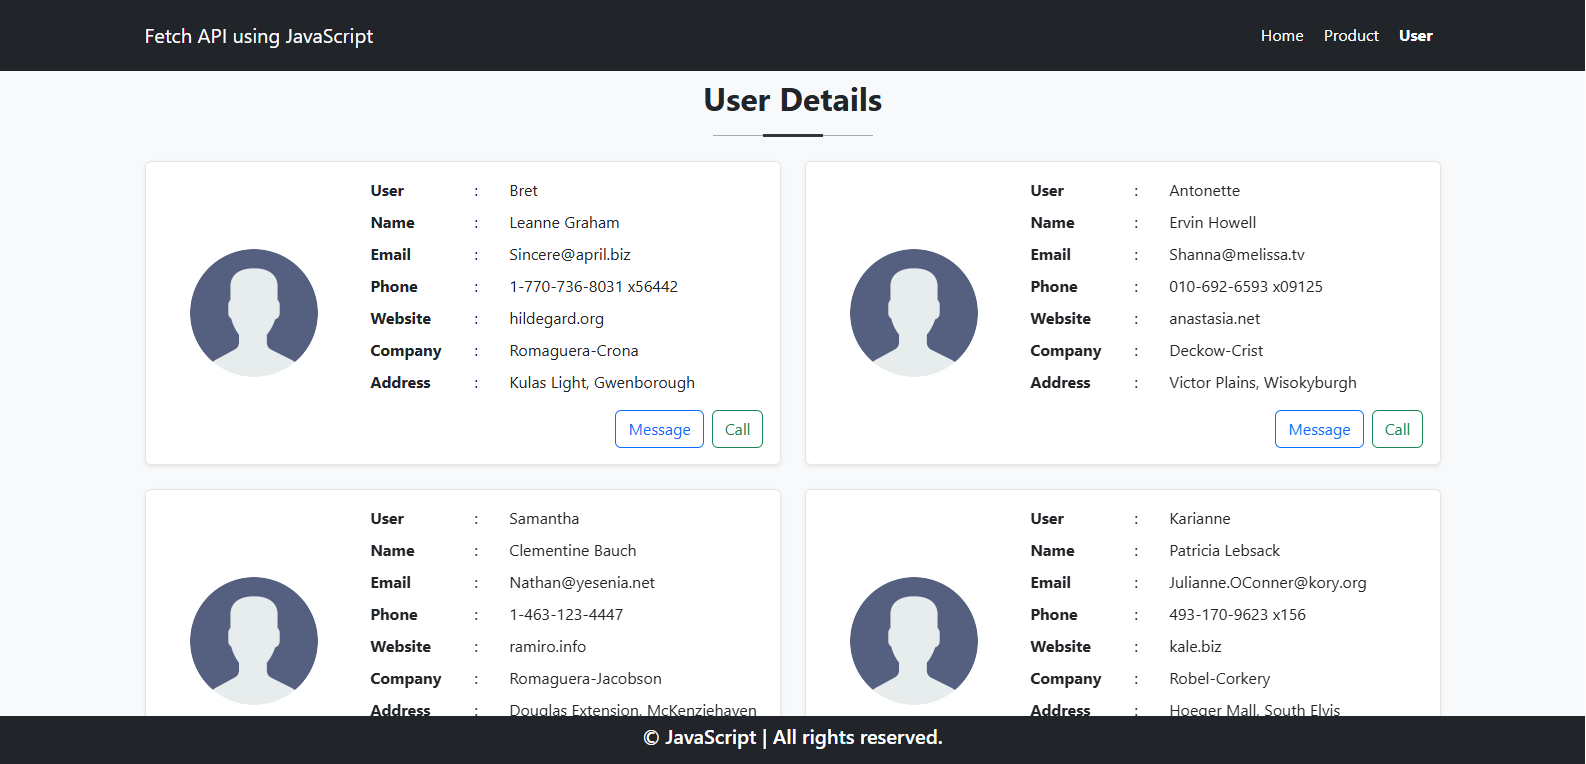 Fetch API using JavaScript
Home Product User
User Details
User : Bret
Name : Leanne Graham
Email : Sincere@april.biz
Phone : 1-770-736-8031 x56442
Website : hildegard.org
Company : Romaguera-Crona
Address : Kulas Light, Gwenborough
Message Call
User : Antonette
Name : Ervin Howell
Email : Shanna@melissa.tv
Phone : 010-692-6593 x09125
Website : anastasia.net
Company : Deckow-Crist
Address : Victor Plains, Wisokyburgh
Message Call
User : Samantha
Name : Clementine Bauch
Email : Nathan@yesenia.net
Phone : 1-463-123-4447
Website : ramiro.info
Company : Romaguera-Jacobson
Address : Douglas Extension, McKenziehaven
User : Karianne
Name : Patricia Lebsack
Email : Julianne.OConner@kory.org
Phone : 493-170-9623 x156
Website : kale.biz
Company : Robel-Corkery
Address : Hoeger Mall, South Elvis
© JavaScript | All rights reserved.